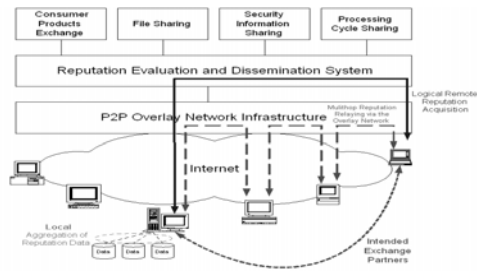 Consumer
Products
Exchange
File Sharing
Security
Information
Sharing
Processing
Cycle Sharing
Reputation Evaluation and Dissemination System
Logical Remote
Reputation
Acquisition
P2P Overlay Network Infrastructure
Multihop Reputation
Relaying via the
Overlay Network
Internet
Local
Aggregation of
Reputation Data
Data
Data
Data
Intended
Exchange
Partners